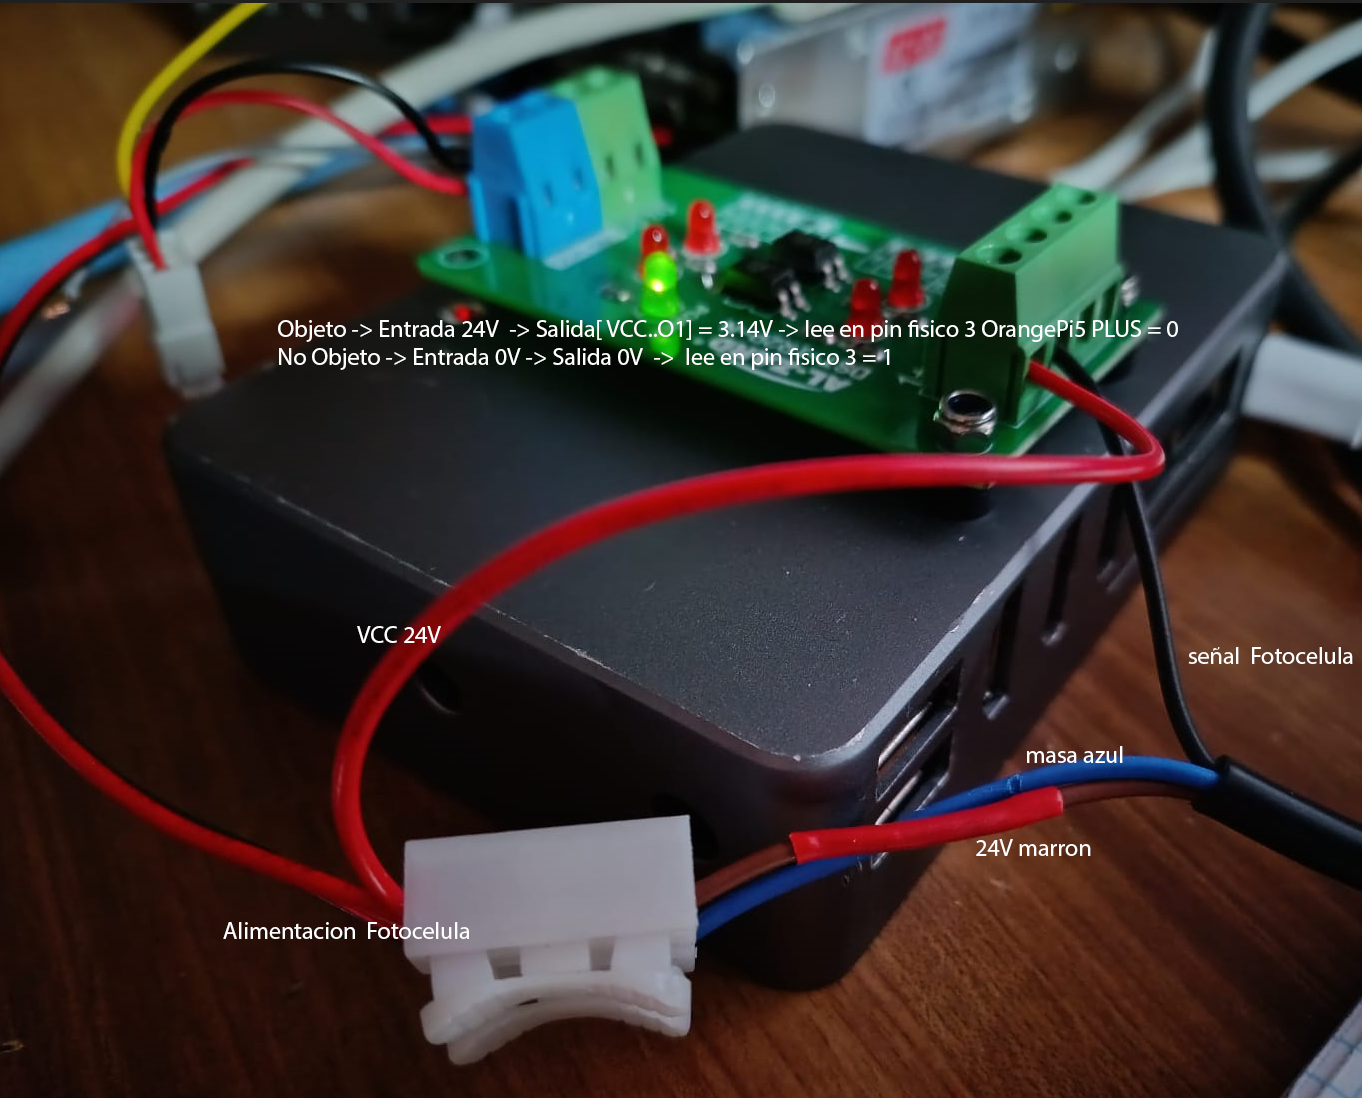 Objeto -> Entrada 24V  -> Salida[ VCC..O1] = 3.14V -> lee en pin fisico 3 OrangePi5 PLUS = 0
No Objeto -> Entrada 0V -> Salida 0V  ->  lee en pin fisico 3 = 1
VCC 24V
señal  Fotocelula
masa azul
24V marron
Alimentacion  Fotocelula